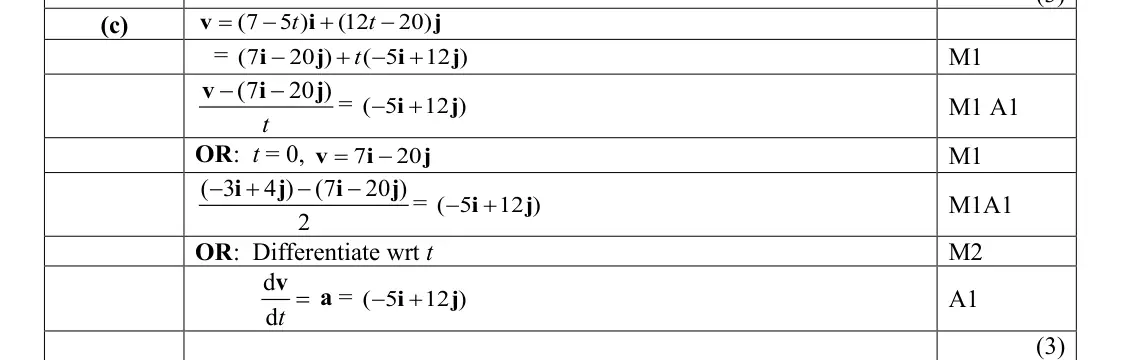 (3)
(c) v = (7 − 5t)i + (12t − 20)j
= (7i − 20j) + t(−5i + 12j) M1
v − (7i − 20j)
t
= (−5i + 12j) M1 A1
OR: t = 0, v = 7i − 20j M1
(−3i + 4j) − (7i − 20j)
2
= (−5i + 12j) M1A1
OR: Differentiate wrt t M2
dv
dt
= a = (−5i + 12j) A1
(3)